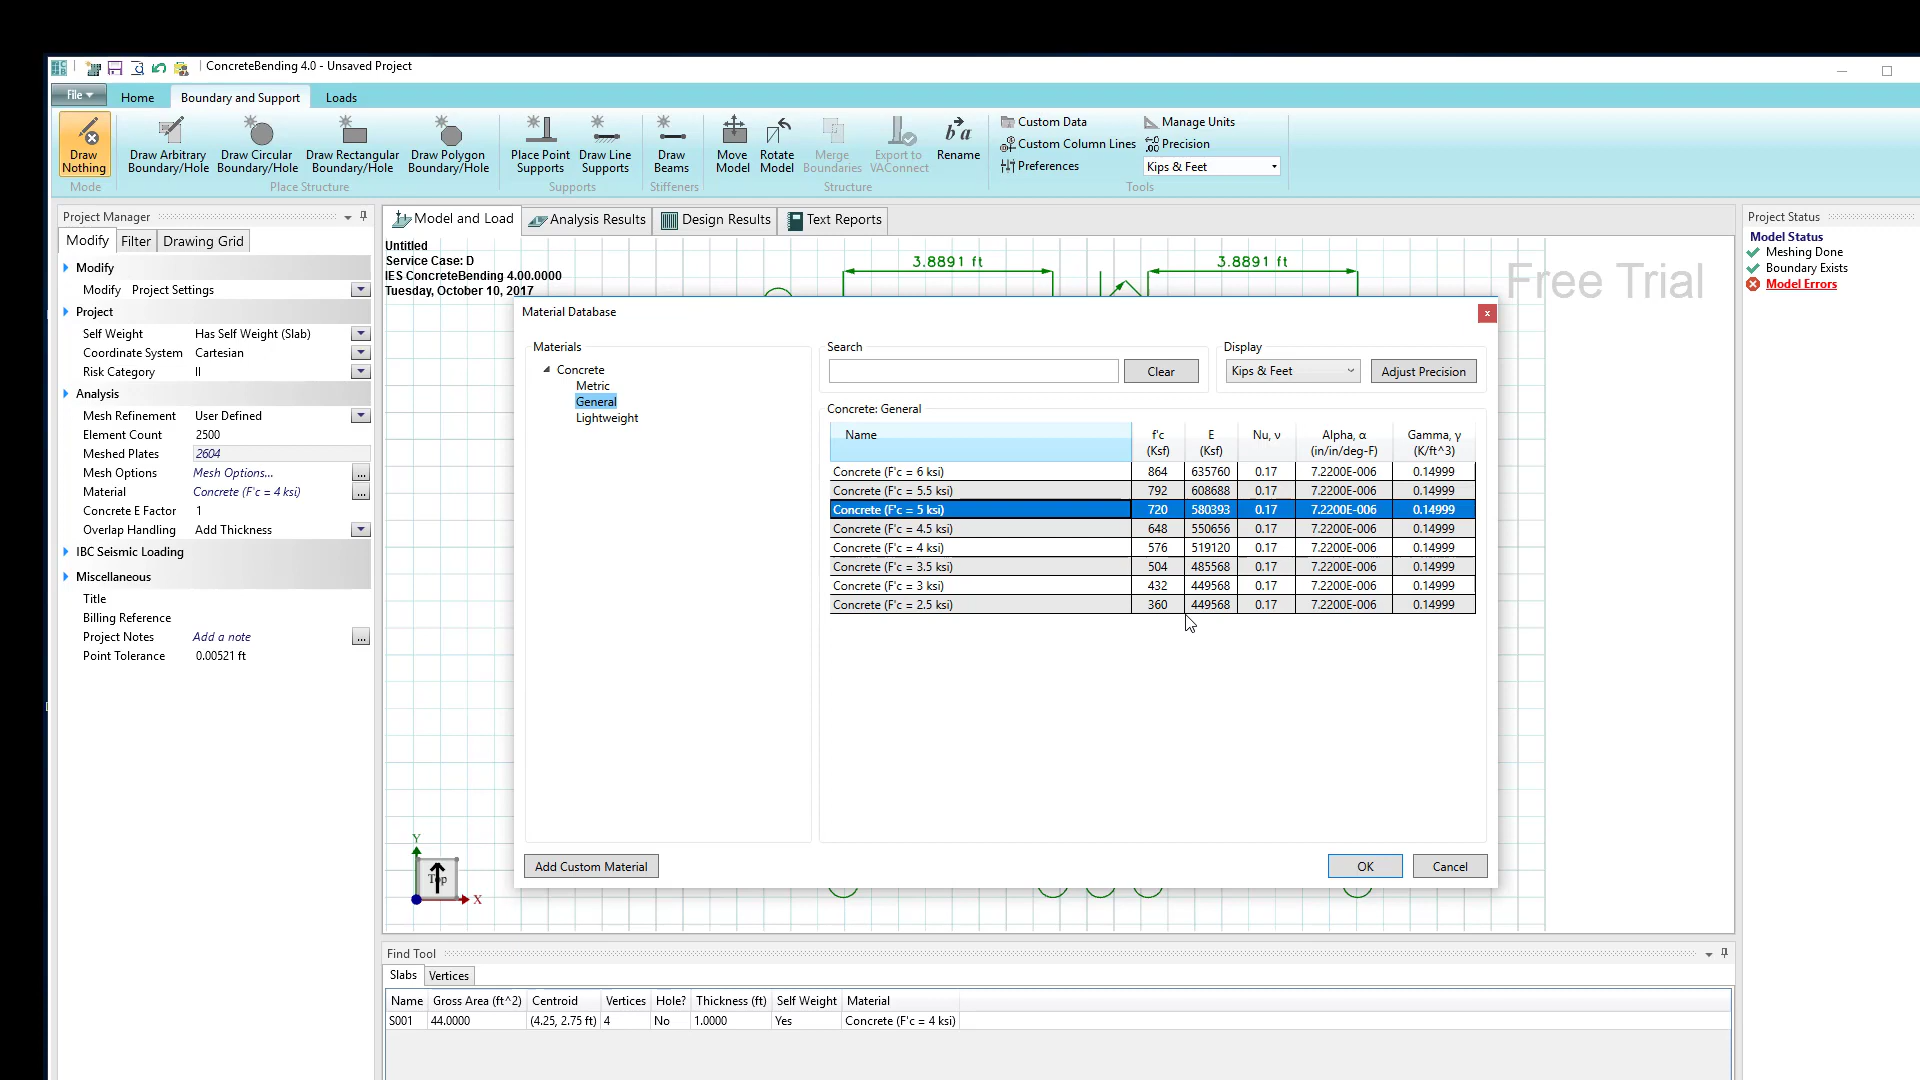 ConcreteBending 4.0 - Unsaved Project
File Home Boundary and Support Loads
Draw Nothing
Draw Arbitrary Boundary/Hole
Draw Circular Boundary/Hole
Draw Rectangular Boundary/Hole
Draw Polygon Boundary/Hole
Place Point Supports
Draw Line Supports
Draw Beams
Move Model
Rotate Model
Merge Boundaries
Export to VAConnect
Rename
Custom Data
Custom Column Lines
Preferences
Manage Units
Precision
Kips & Feet
Mode Place Structure Supports Stiffeners Structure Tools
Project Manager
Modify Filter Drawing Grid
Modify
Modify Project Settings
Project
Self Weight Has Self Weight (Slab)
Coordinate System Cartesian
Risk Category II
Analysis
Mesh Refinement User Defined
Element Count 2500
Meshed Plates 2604
Mesh Options Mesh Options... ...
Material Concrete (F'c = 4 ksi) ...
Concrete E Factor 1
Overlap Handling Add Thickness
IBC Seismic Loading
Miscellaneous
Title
Billing Reference
Project Notes Add a note ...
Point Tolerance 0.00521 ft
Model and Load Analysis Results Design Results Text Reports
Untitled
Service Case: D
IES ConcreteBending 4.00.0000
Tuesday, October 10, 2017
3.8891 ft 3.8891 ft
Free Trial
Material Database x
Materials
Concrete
Metric
General
Lightweight
Search
Clear
Display
Kips & Feet Adjust Precision
Concrete: General
Name f'c (Ksf) E (Ksf) Nu, ν Alpha, α (in/in/deg-F) Gamma, γ (K/ft^3)
Concrete (F'c = 6 ksi) 864 635760 0.17 7.2200E-006 0.14999
Concrete (F'c = 5.5 ksi) 792 608688 0.17 7.2200E-006 0.14999
Concrete (F'c = 5 ksi) 720 580393 0.17 7.2200E-006 0.14999
Concrete (F'c = 4.5 ksi) 648 550656 0.17 7.2200E-006 0.14999
Concrete (F'c = 4 ksi) 576 519120 0.17 7.2200E-006 0.14999
Concrete (F'c = 3.5 ksi) 504 485568 0.17 7.2200E-006 0.14999
Concrete (F'c = 3 ksi) 432 449568 0.17 7.2200E-006 0.14999
Concrete (F'c = 2.5 ksi) 360 449568 0.17 7.2200E-006 0.14999
Add Custom Material OK Cancel
Y
Top
X
Find Tool
Slabs Vertices
Name Gross Area (ft^2) Centroid Vertices Hole? Thickness (ft) Self Weight Material
S001 44.0000 (4.25, 2.75 ft) 4 No 1.0000 Yes Concrete (F'c = 4 ksi)
Project Status
Model Status
Meshing Done
Boundary Exists
Model Errors